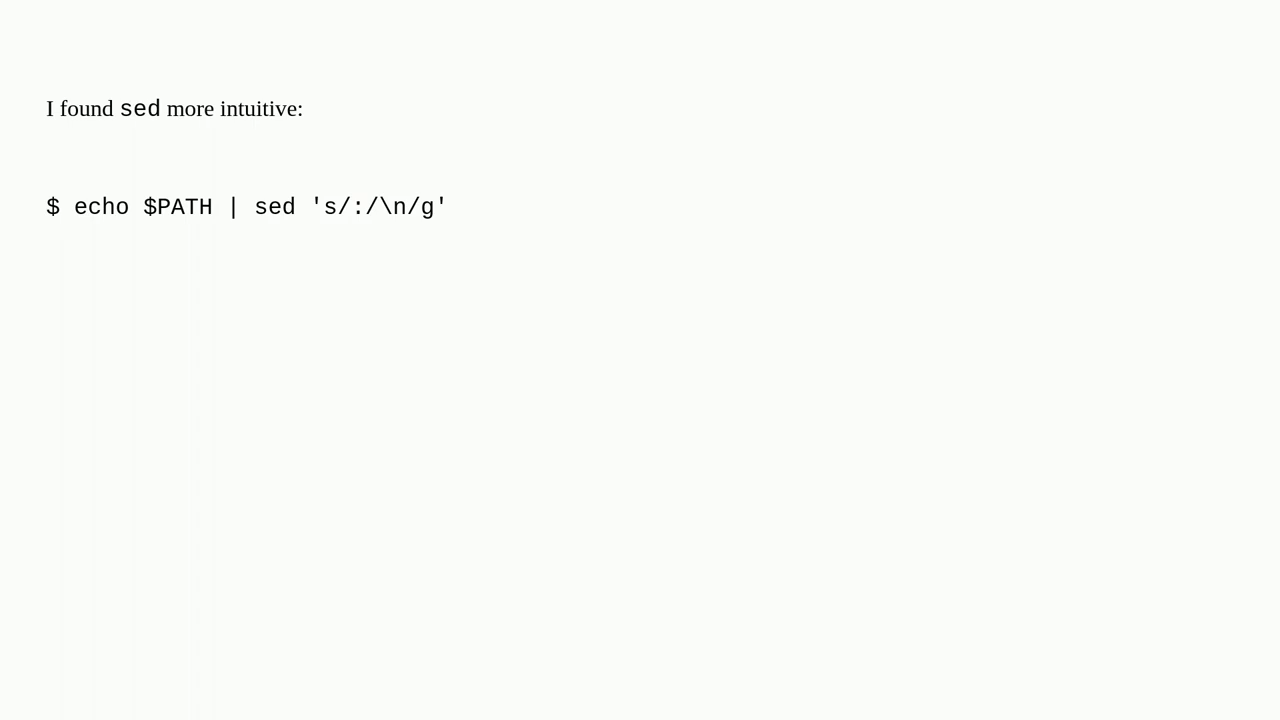 I found sed more intuitive:
$ echo $PATH | sed 's/:/\n/g'